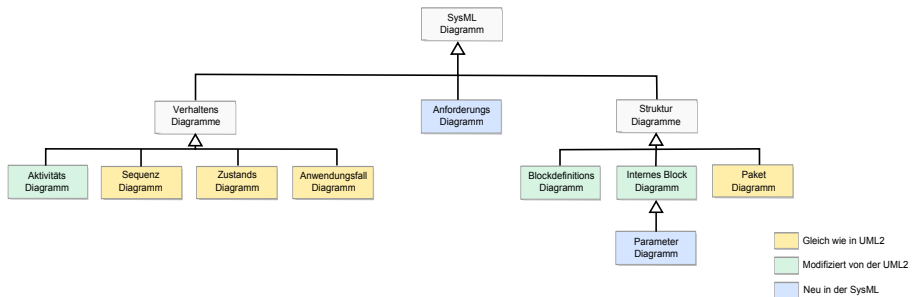 SysML
Diagramm
Verhaltens
Diagramme
Anforderungs
Diagramm
Struktur
Diagramme
Aktivitäts
Diagramm
Sequenz
Diagramm
Zustands
Diagramm
Anwendungsfall
Diagramm
Blockdefinitions
Diagramm
Internes Block
Diagramm
Paket
Diagramm
Parameter
Diagramm
Gleich wie in UML2
Modifiziert von der UML2
Neu in der SysML